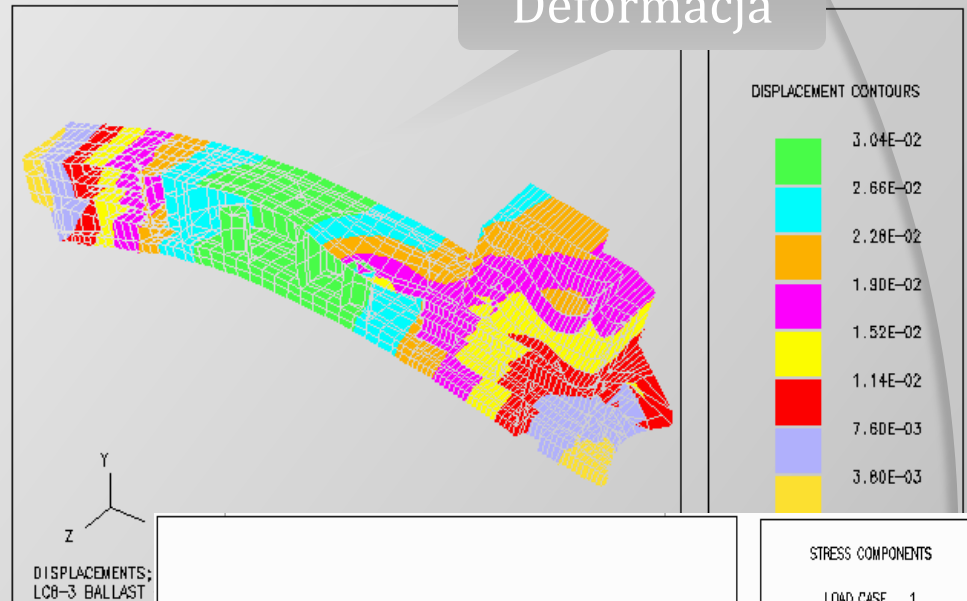 Deformacja
DISPLACEMENT CONTOURS
3.04E-02
2.66E-02
2.28E-02
1.90E-02
1.52E-02
1.14E-02
7.60E-03
3.80E-03
Y
Z
DISPLACEMENTS;
LC8-3 BALLAST
STRESS COMPONENTS
LOAD CASE 1